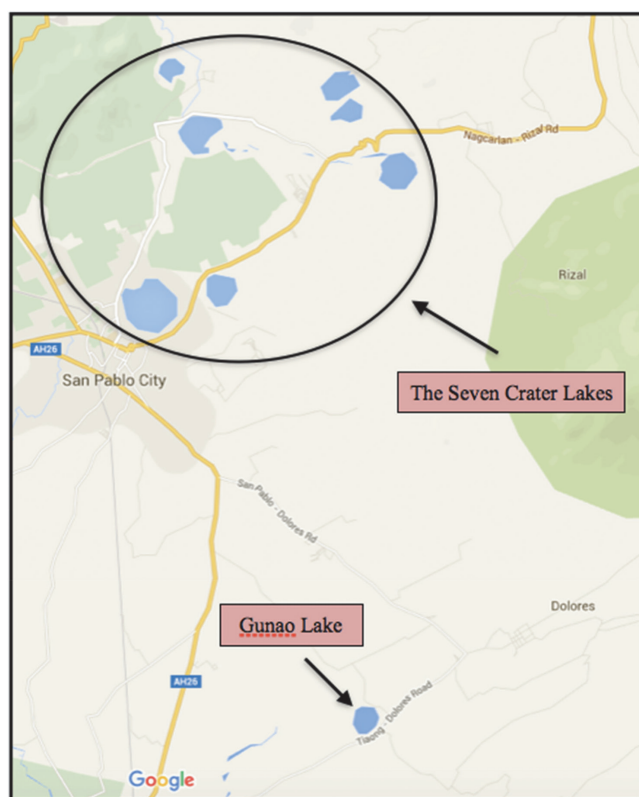 Nagcarlan - Rizal Rd
Rizal
AH26
San Pablo City
The Seven Crater Lakes
San Pablo - Dolores Rd
Dolores
Gunao Lake
AH26
Tiaong - Dolores Road
Google